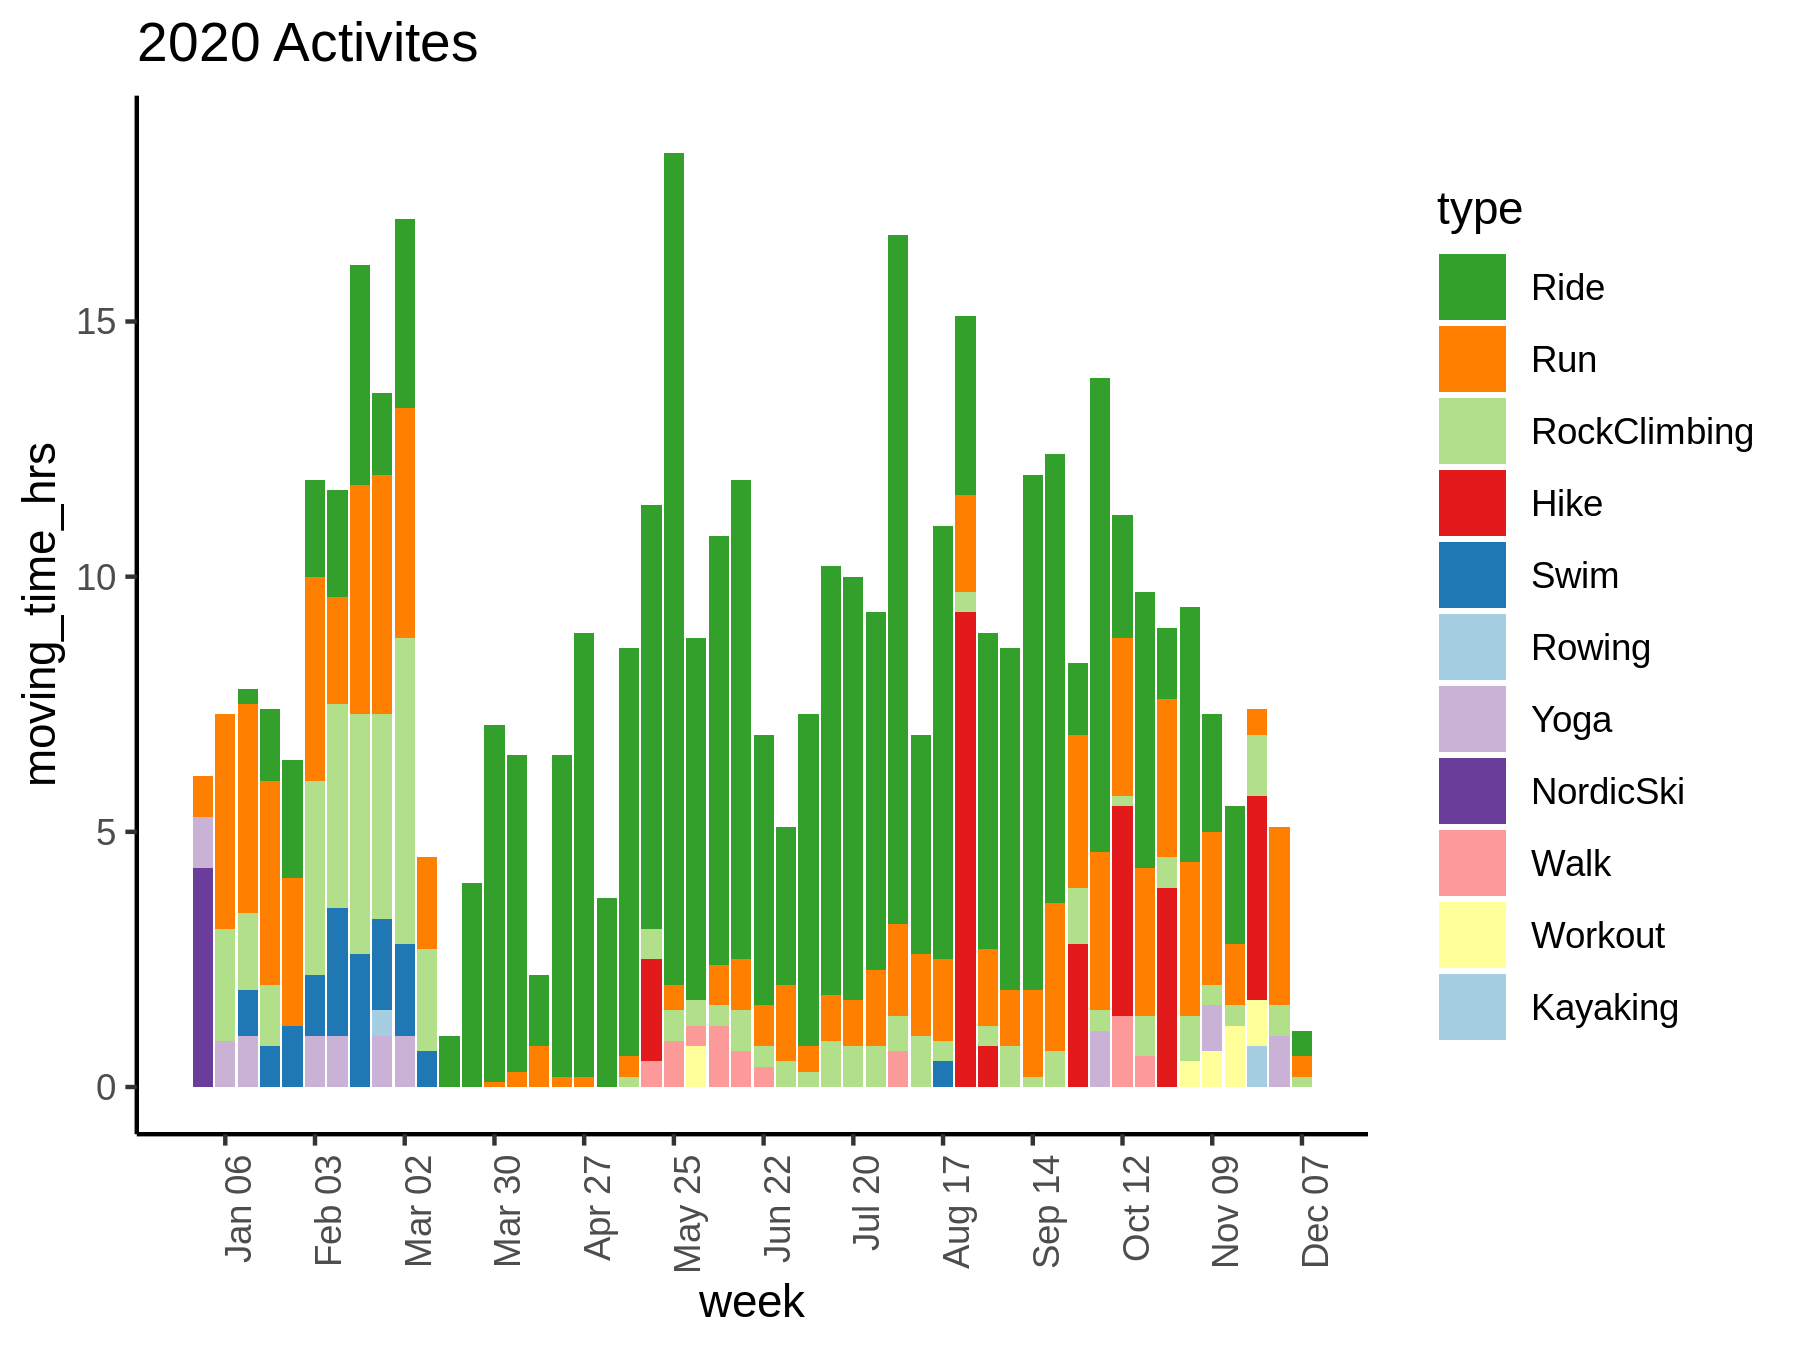 2020 Activites
moving_time_hrs
15
10
5
0
Jan 06
Feb 03
Mar 02
Mar 30
Apr 27
May 25
Jun 22
Jul 20
Aug 17
Sep 14
Oct 12
Nov 09
Dec 07
week
type
Ride
Run
RockClimbing
Hike
Swim
Rowing
Yoga
NordicSki
Walk
Workout
Kayaking